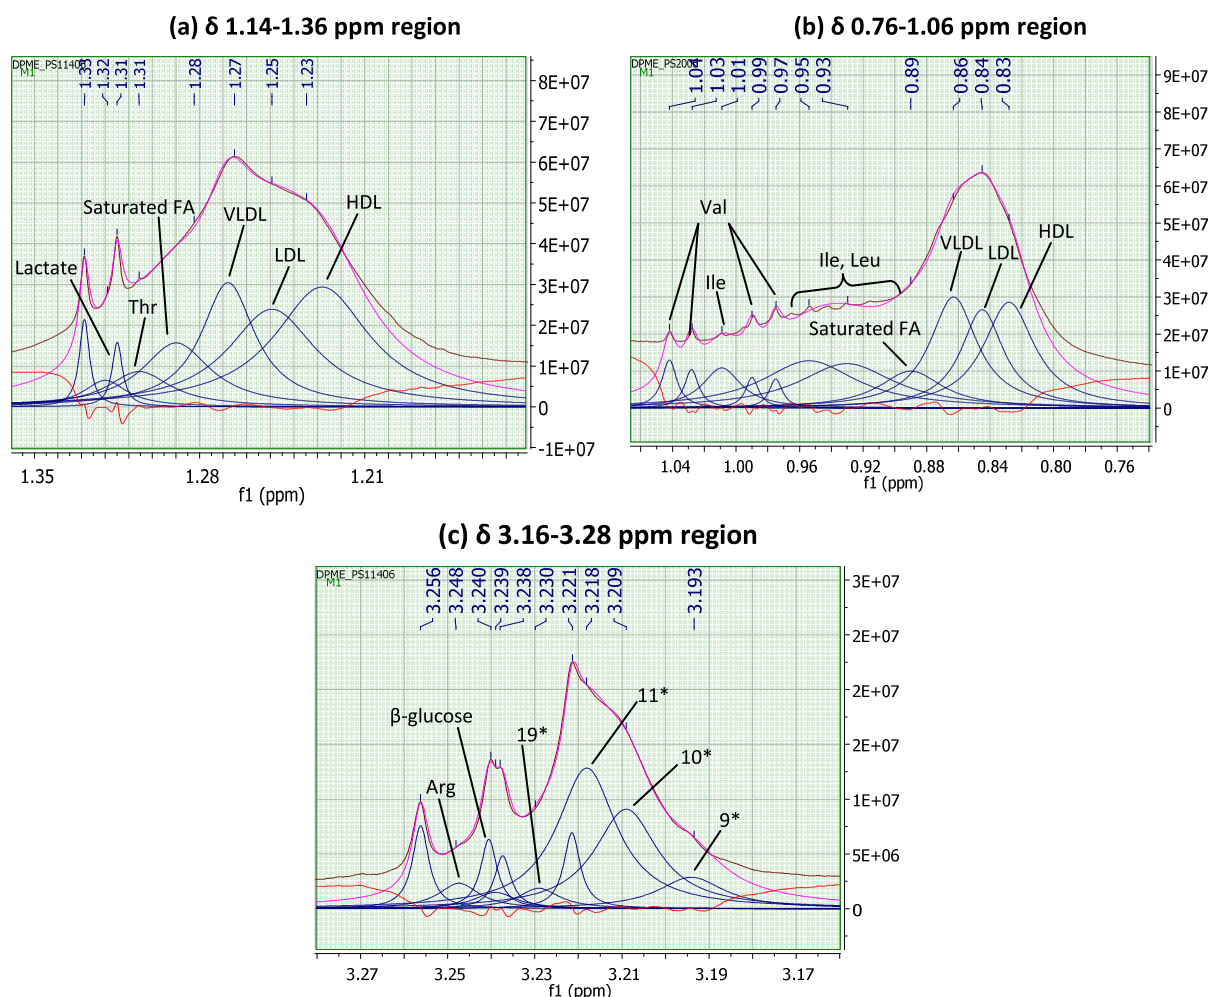 (a) δ 1.14-1.36 ppm region
DPME_PS1140
M1
1.33
1.32
1.31
1.31
1.28
1.27
1.25
1.23
8E+07
7E+07
6E+07
5E+07
4E+07
3E+07
2E+07
1E+07
0
-1E+07
Saturated FA
VLDL
HDL
LDL
Lactate
Thr
1.35
1.28
1.21
f1 (ppm)
(b) δ 0.76-1.06 ppm region
DPME_PS200
M1
1.04
1.03
1.01
0.99
0.97
0.95
0.93
0.89
0.86
0.84
0.83
9E+07
8E+07
7E+07
6E+07
5E+07
4E+07
3E+07
2E+07
1E+07
0
Val
Ile
Ile, Leu
Saturated FA
VLDL
LDL
HDL
1.04
1.00
0.96
0.92
0.88
0.84
0.80
0.76
f1 (ppm)
(c) δ 3.16-3.28 ppm region
DPME_PS11406
M1
3.256
3.248
3.240
3.239
3.238
3.230
3.221
3.218
3.209
3.193
3E+07
2E+07
2E+07
2E+07
1E+07
5E+06
0
β-glucose
Arg
19*
11*
10*
9*
3.27
3.25
3.23
3.21
3.19
3.17
f1 (ppm)